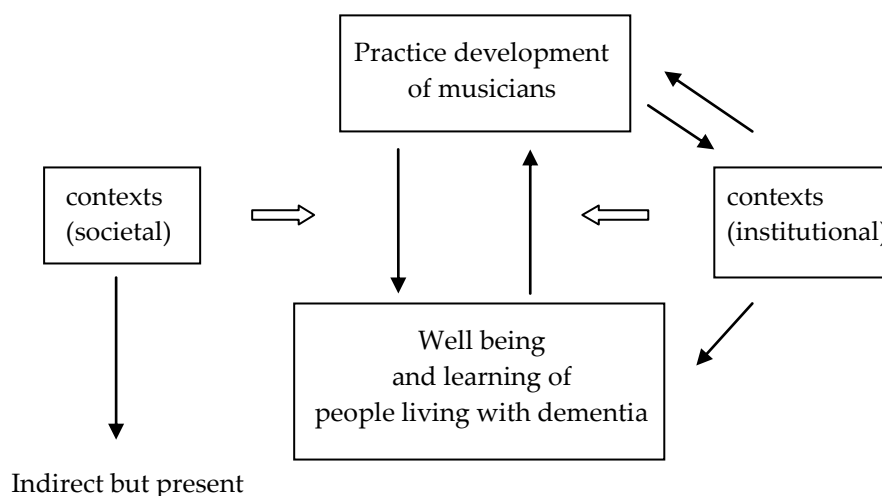 Practice development
of musicians
contexts
(societal)
contexts
(institutional)
Well being
and learning of
people living with dementia
Indirect but present